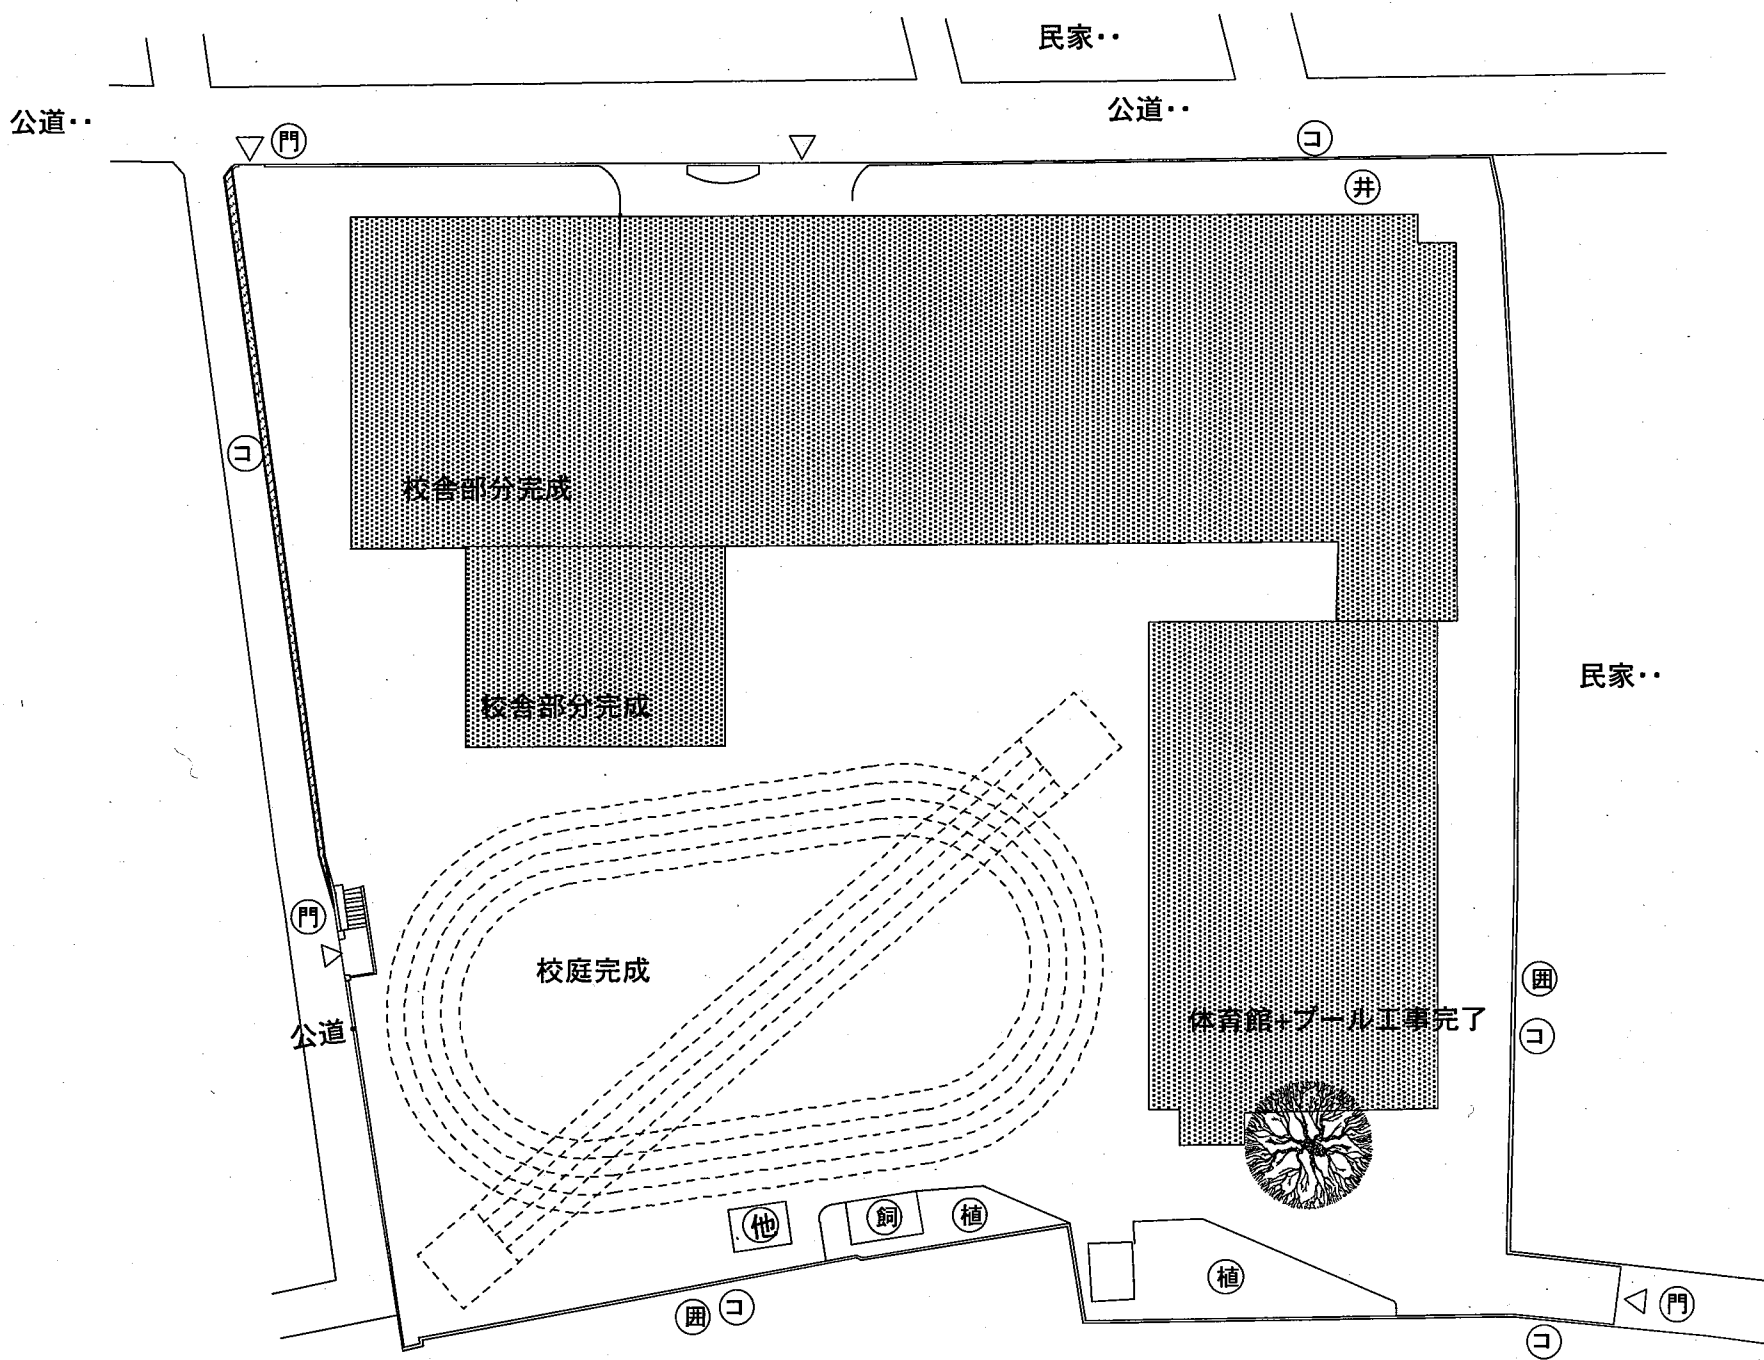 民家‥
公道‥
公道‥
門
コ
井
コ
校舎部分完成
民家‥
校舎部分完成
門
校庭完成
囲
体育館+プール工事完了
公道‥
コ
他
飼
植
植
囲
コ
門
コ